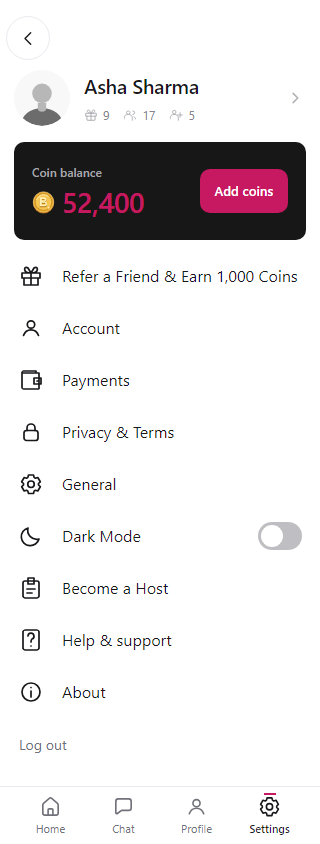 Asha Sharma
9 17 5
Coin balance
52,400
Add coins
Refer a Friend & Earn 1,000 Coins
Account
Payments
Privacy & Terms
General
Dark Mode
Become a Host
Help & support
About
Log out
Home Chat Profile Settings